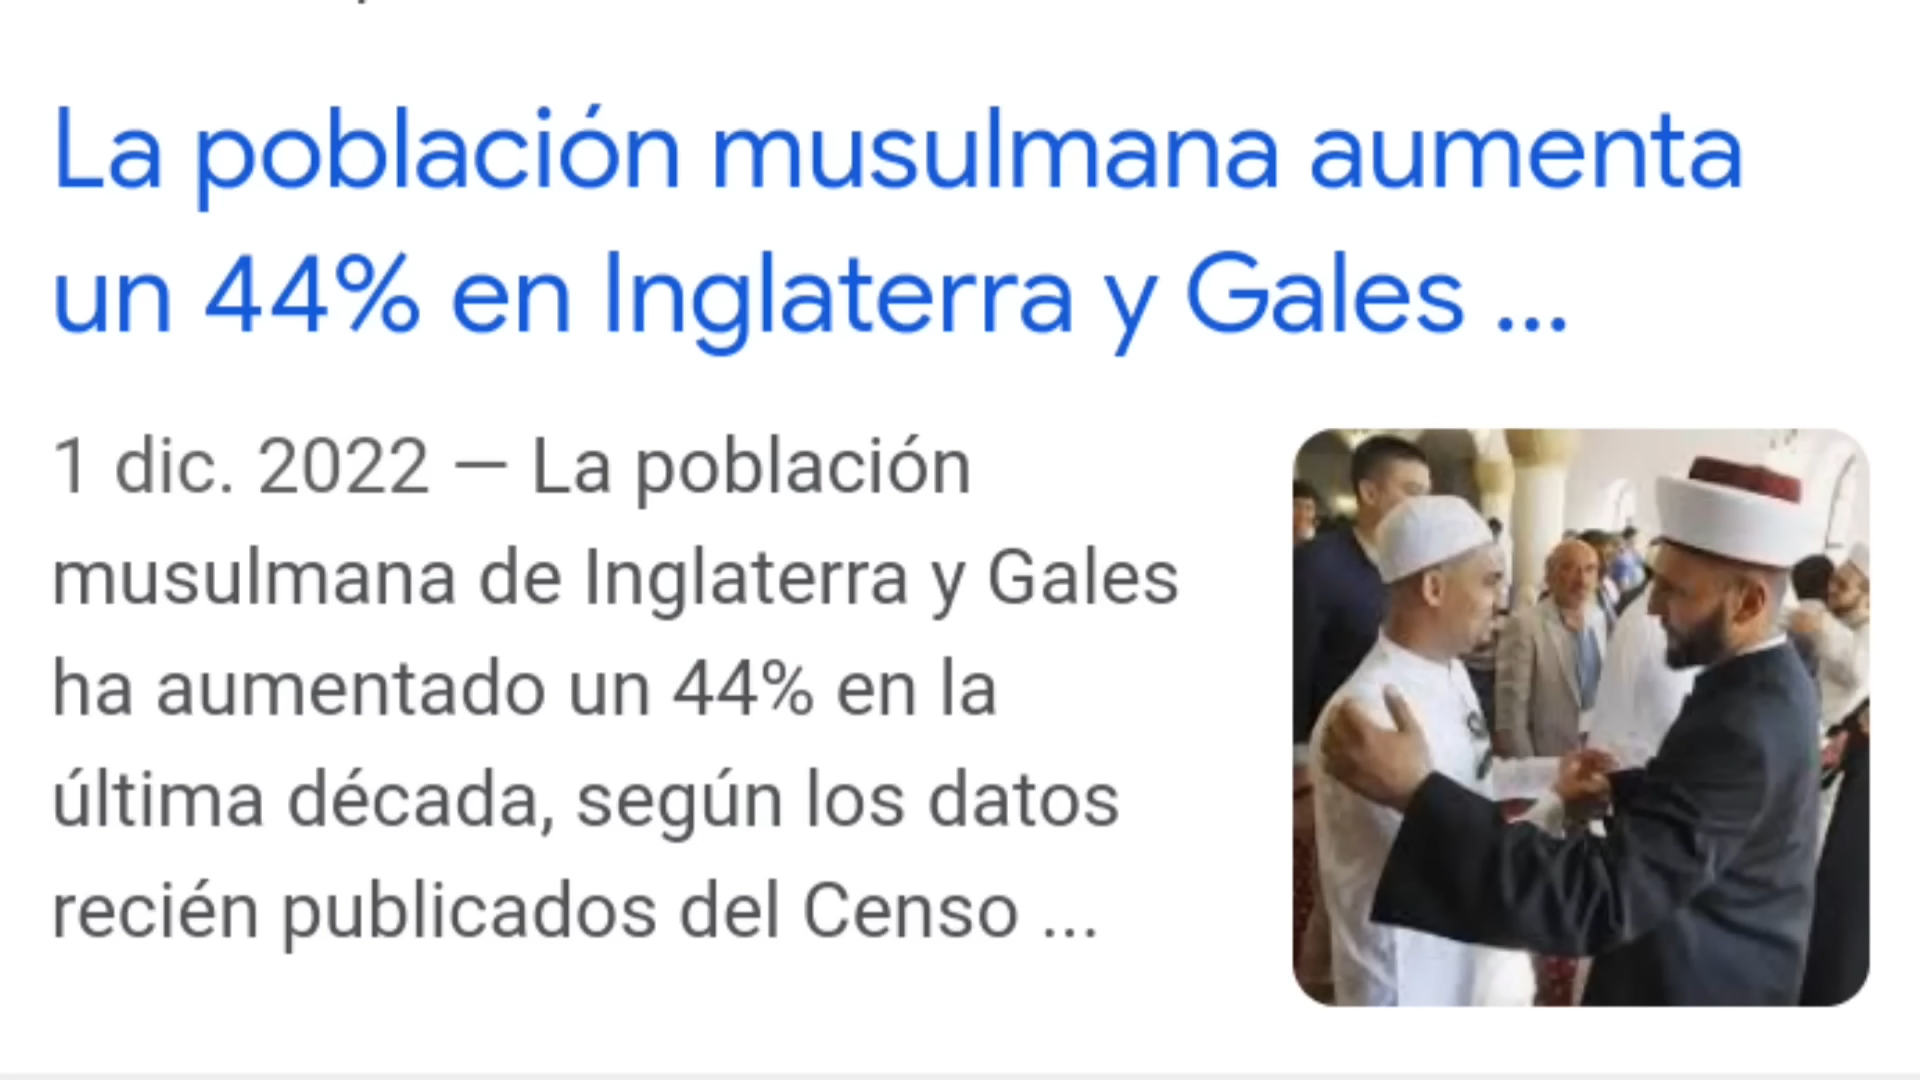 La población musulmana aumenta
un 44% en Inglaterra y Gales ...
1 dic. 2022 — La población
musulmana de Inglaterra y Gales
ha aumentado un 44% en la
última década, según los datos
recién publicados del Censo ...